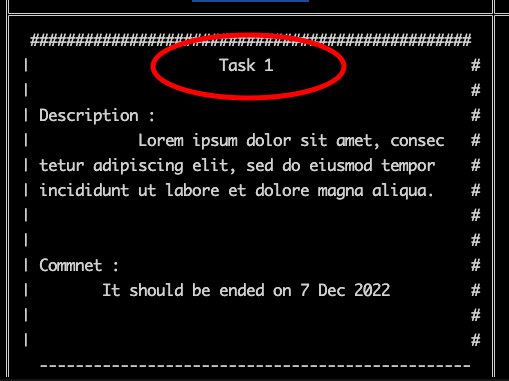 #################################################
| Task 1 #
| #
| Description : #
| Lorem ipsum dolor sit amet, consec #
| tetur adipiscing elit, sed do eiusmod tempor #
| incididunt ut labore et dolore magna aliqua. #
| #
| #
| Commnet : #
| It should be ended on 7 Dec 2022 #
| #
| #
------------------------------------------------